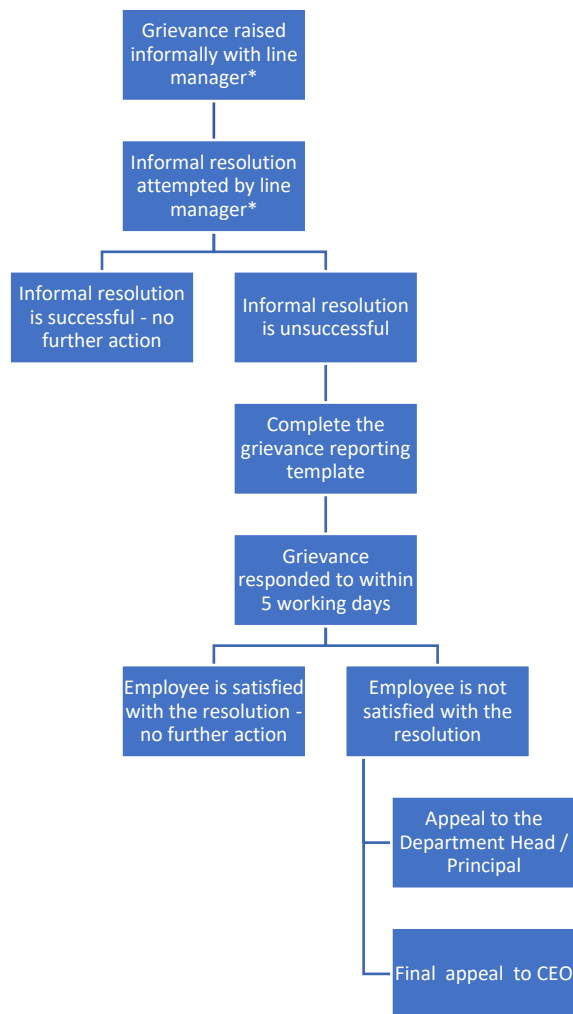 Grievance raised
informally with line
manager*
Informal resolution
attempted by line
manager*
Informal resolution
is successful - no
further action
Informal resolution
is unsuccessful
Complete the
grievance reporting
template
Grievance
responded to within
5 working days
Employee is satisfied
with the resolution -
no further action
Employee is not
satisfied with the
resolution
Appeal to the
Department Head /
Principal
Final appeal to CEO